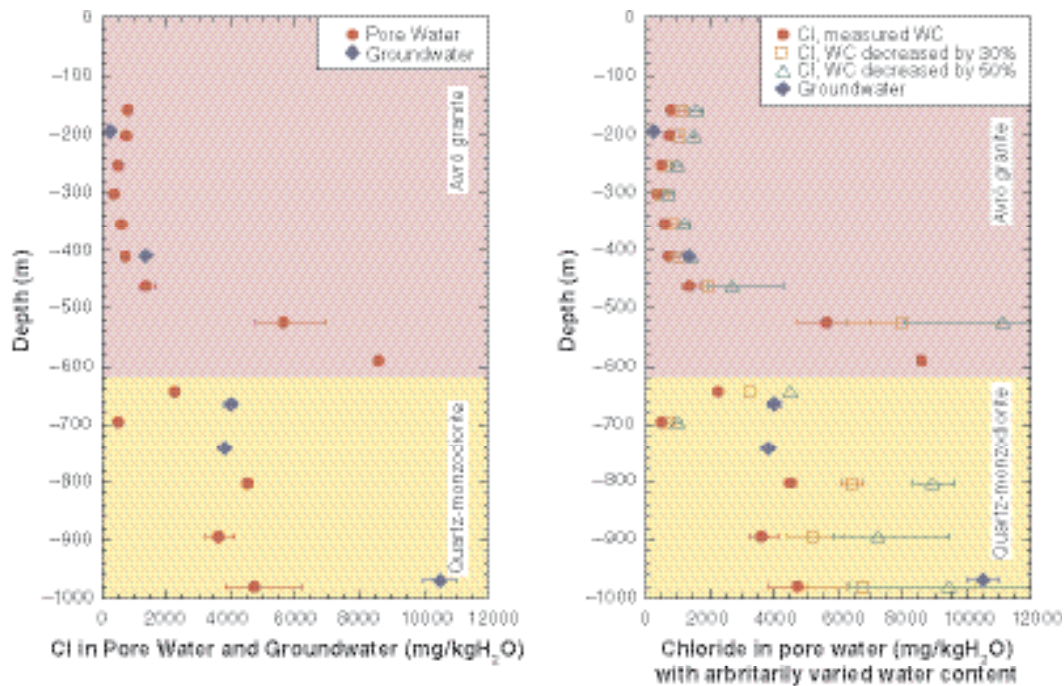 0
−100
−200
−300
−400
−500
−600
−700
−800
−900
−1000
Depth (m)
Pore Water
Groundwater
Ävrö granite
Quartz-monzodiorite
0 2000 4000 6000 8000 10000 12000
Cl in Pore Water and Groundwater (mg/kgH2O)
0
−100
−200
−300
−400
−500
−600
−700
−800
−900
−1000
Depth (m)
Cl, measured WC
Cl, WC decreased by 30%
Cl, WC decreased by 50%
Groundwater
Ävrö granite
Quartz-monzodiorite
0 2000 4000 6000 8000 10000 12000
Chloride in pore water (mg/kgH2O)
with arbritarily varied water content